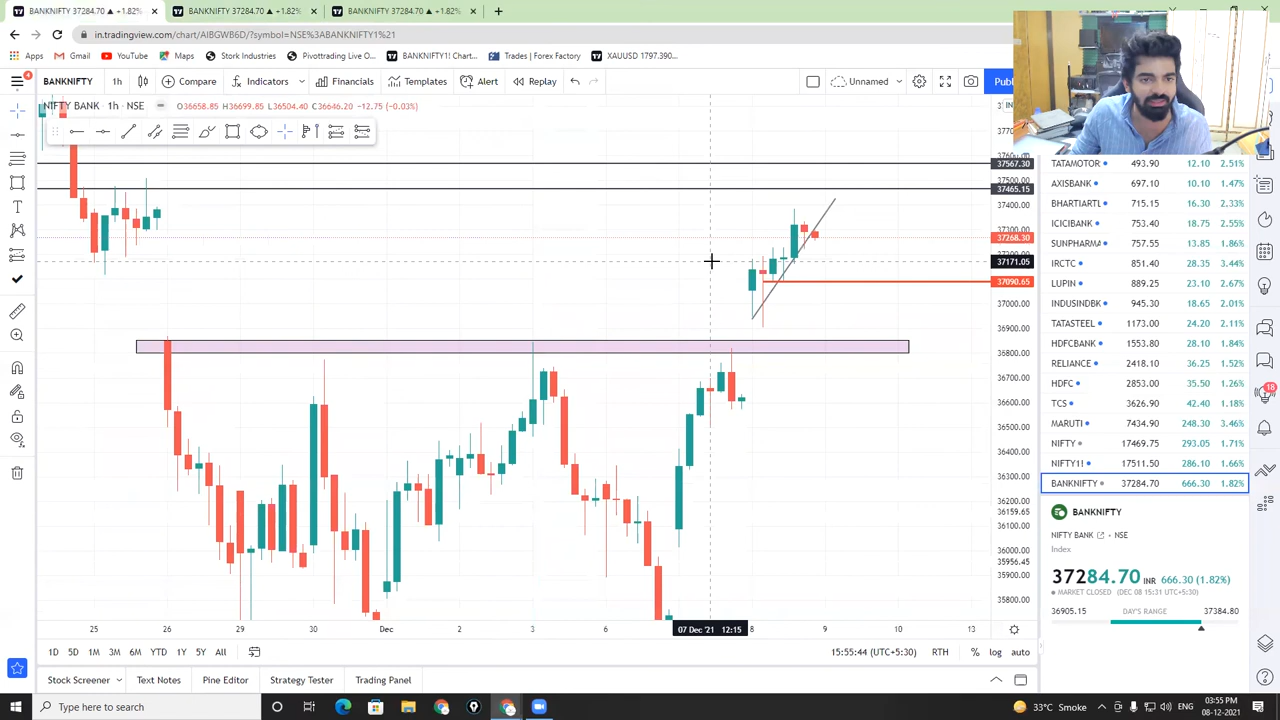 BANKNIFTY 37284.70 ▲ +1.82% ×
BANKNIFTY 37284.70 ▲ +1.82% ×
BANKNIFTY 37284.70 ▲ +1.82% ×
in.tradingview.com/chart/AIBGWB6D/?symbol=NSE%3ABANKNIFTY1%21
Apps
Gmail
YouTube
Maps
Stock Industries
Pivottrading Live O...
BANKNIFTY1! Chart...
Trades | Forex Factory
XAUUSD 1797.390...
4
BANKNIFTY
1h
Compare
Indicators
Financials
Templates
Alert
Replay
Unnamed
Publ
NIFTY BANK · 1h · NSE
O36658.85 H36699.85 L36504.40 C36646.20 −12.75 (−0.03%)
37567.30
37500.00
37465.15
37400.00
37300.00
37268.30
37171.05
37090.65
37000.00
36900.00
36800.00
36700.00
36600.00
36500.00
36400.00
36300.00
36200.00
36159.65
36100.00
36000.00
35956.45
35900.00
35800.00
25
26
29
30
Dec
2
3
6
07 Dec '21 12:15
8
9
10
13
TATAMOTOR 493.90 12.10 2.51%
AXISBANK 697.10 10.10 1.47%
BHARTIARTL 715.15 16.30 2.33%
ICICIBANK 753.40 18.75 2.55%
SUNPHARMA 757.55 13.85 1.86%
IRCTC 851.40 28.35 3.44%
LUPIN 889.25 23.10 2.67%
INDUSINDBK 945.30 18.65 2.01%
TATASTEEL 1173.00 24.20 2.11%
HDFCBANK 1553.80 28.10 1.84%
RELIANCE 2418.10 36.25 1.52%
HDFC 2853.00 35.50 1.26%
TCS 3626.90 42.40 1.18%
MARUTI 7434.90 248.30 3.46%
NIFTY 17469.75 293.05 1.71%
NIFTY1! 17511.50 286.10 1.66%
BANKNIFTY 37284.70 666.30 1.82%
18
BANKNIFTY
NIFTY BANK · NSE
Index
37284.70 INR 666.30 (1.82%)
MARKET CLOSED (DEC 08 15:31 UTC+5:30)
36905.15 DAY'S RANGE 37384.80
1D 5D 1M 3M 6M YTD 1Y 5Y All
15:55:44 (UTC+5:30)
RTH
% log auto
Stock Screener
Text Notes
Pine Editor
Strategy Tester
Trading Panel
Type here to search
33°C Smoke
ENG
03:55 PM
08-12-2021